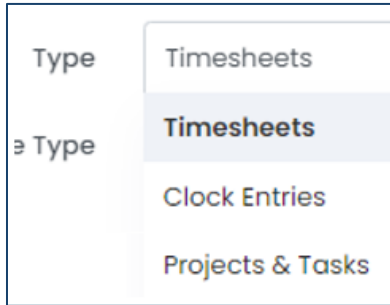 Type Timesheets
Timesheets
e Type
Clock Entries
Projects & Tasks